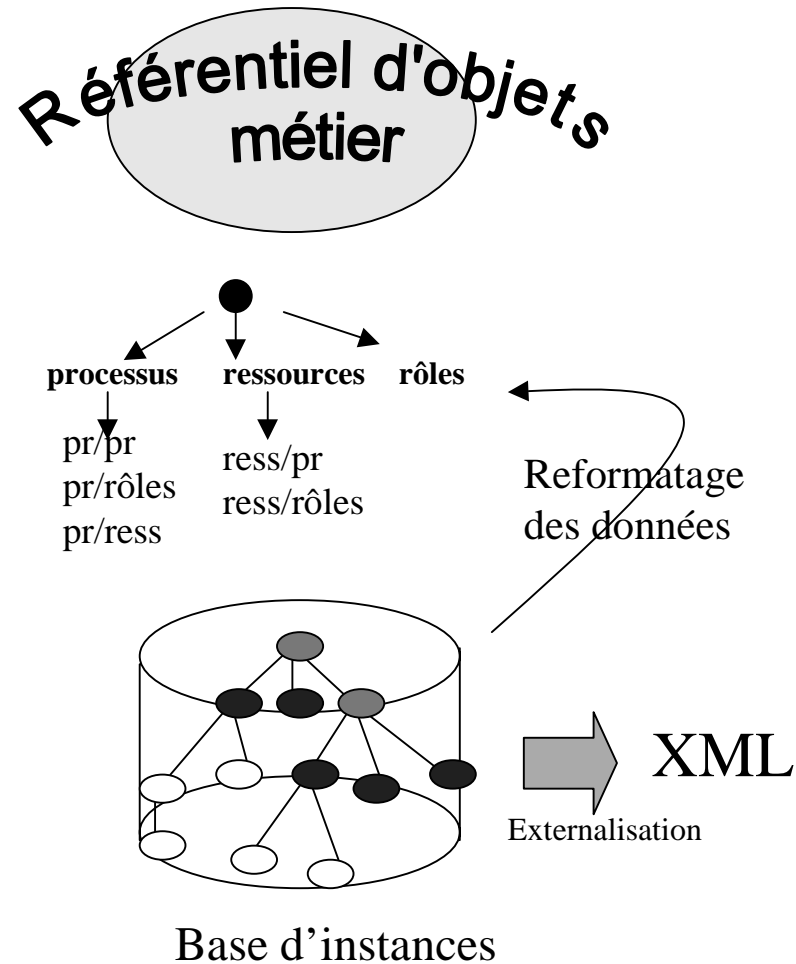 Référentiel d'objets
métier
processus ressources rôles
pr/pr
pr/rôles
pr/ress
ress/pr
ress/rôles
Reformatage
des données
XML
Externalisation
Base d’instances